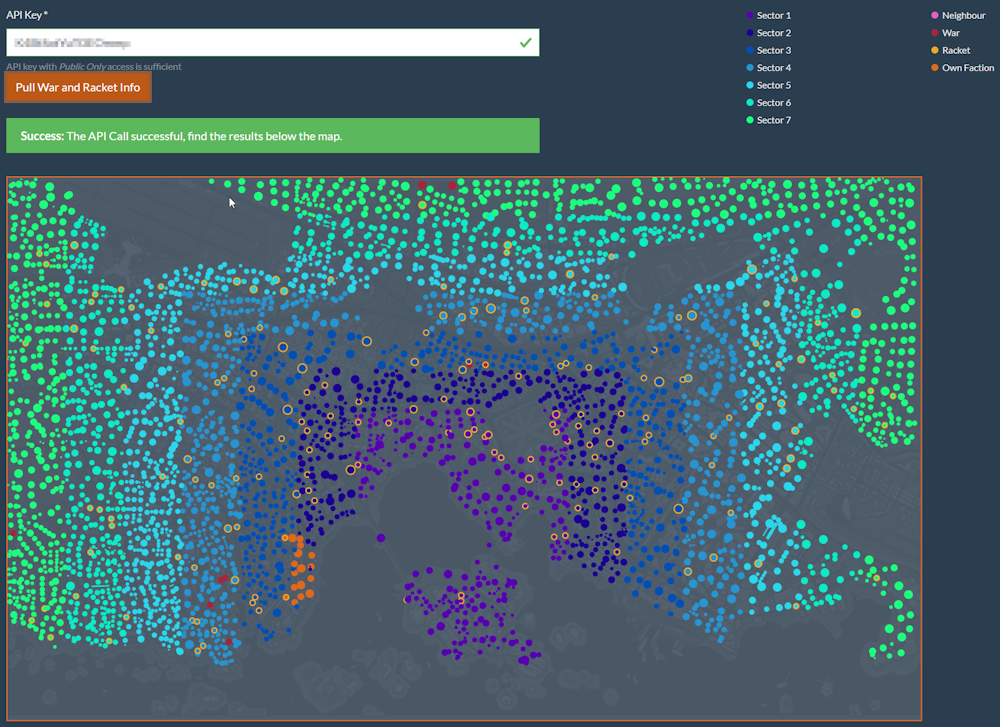 API Key*
API key with Public Only access is sufficient
Pull War and Racket Info
Success: The API Call successful, find the results below the map.
Sector 1
Sector 2
Sector 3
Sector 4
Sector 5
Sector 6
Sector 7
Neighbour
War
Racket
Own Faction